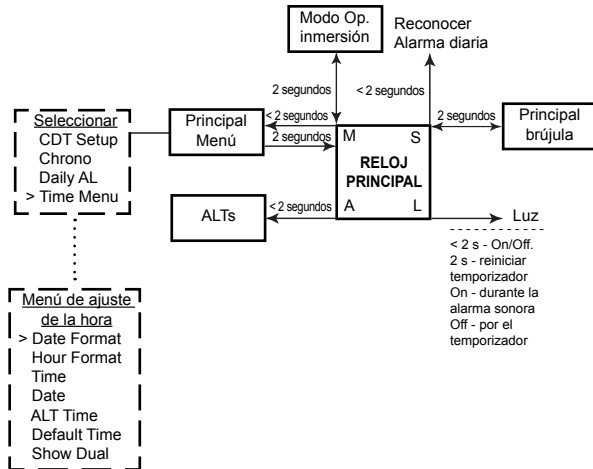 Modo Op.
inmersión
Reconocer
Alarma diaria
2 segundos
< 2 segundos
Seleccionar
CDT Setup
Chrono
Daily AL
> Time Menu
Principal
Menú
< 2 segundos
2 segundos
M
S
RELOJ
PRINCIPAL
A
L
2 segundos
Principal
brújula
ALTs
< 2 segundos
Luz
< 2 s - On/Off.
2 s - reiniciar
temporizador
On - durante la
alarma sonora
Off - por el
temporizador
Menú de ajuste
de la hora
> Date Format
Hour Format
Time
Date
ALT Time
Default Time
Show Dual